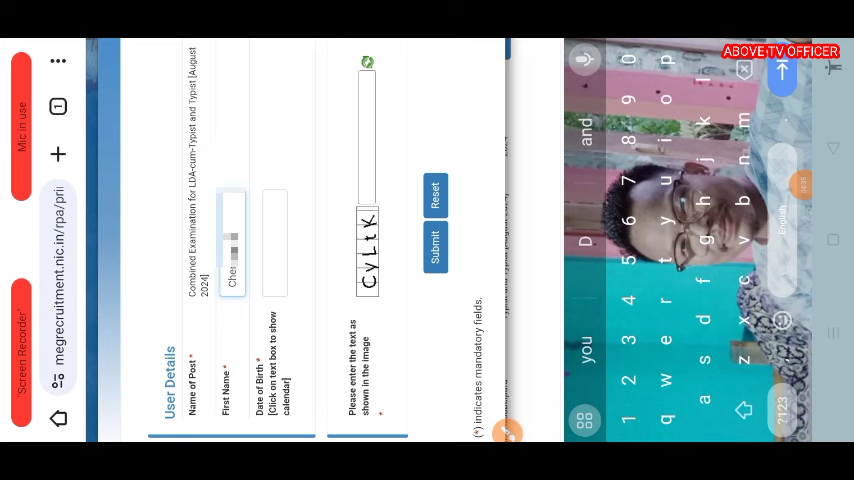 ABOVE TV OFFICER
"Screen Recorder"
Mic in use
megrecruitment.nic.in/rpa/pri
1
User Details
Name of Post *
Combined Examination for LDA-cum-Typist and Typist [August
2024]
First Name *
Cher
Date of Birth *
[Click on text box to show
calendar]
Please enter the text as
shown in the image
*
CyLtK
Submit
Reset
(*) indicates mandatory fields.
you
D
and
1 2 3 4 5 6 7 8 9 0
q w e r t y u i o p
a s d f g h j k l
z x c v b n m
?123
,
English
.